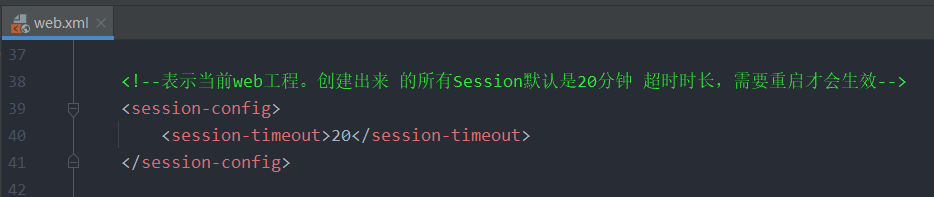 web.xml
37
38 <!--表示当前web工程。创建出来 的所有Session默认是20分钟 超时时长，需要重启才会生效-->
39 <session-config>
40 <session-timeout>20</session-timeout>
41 </session-config>
42